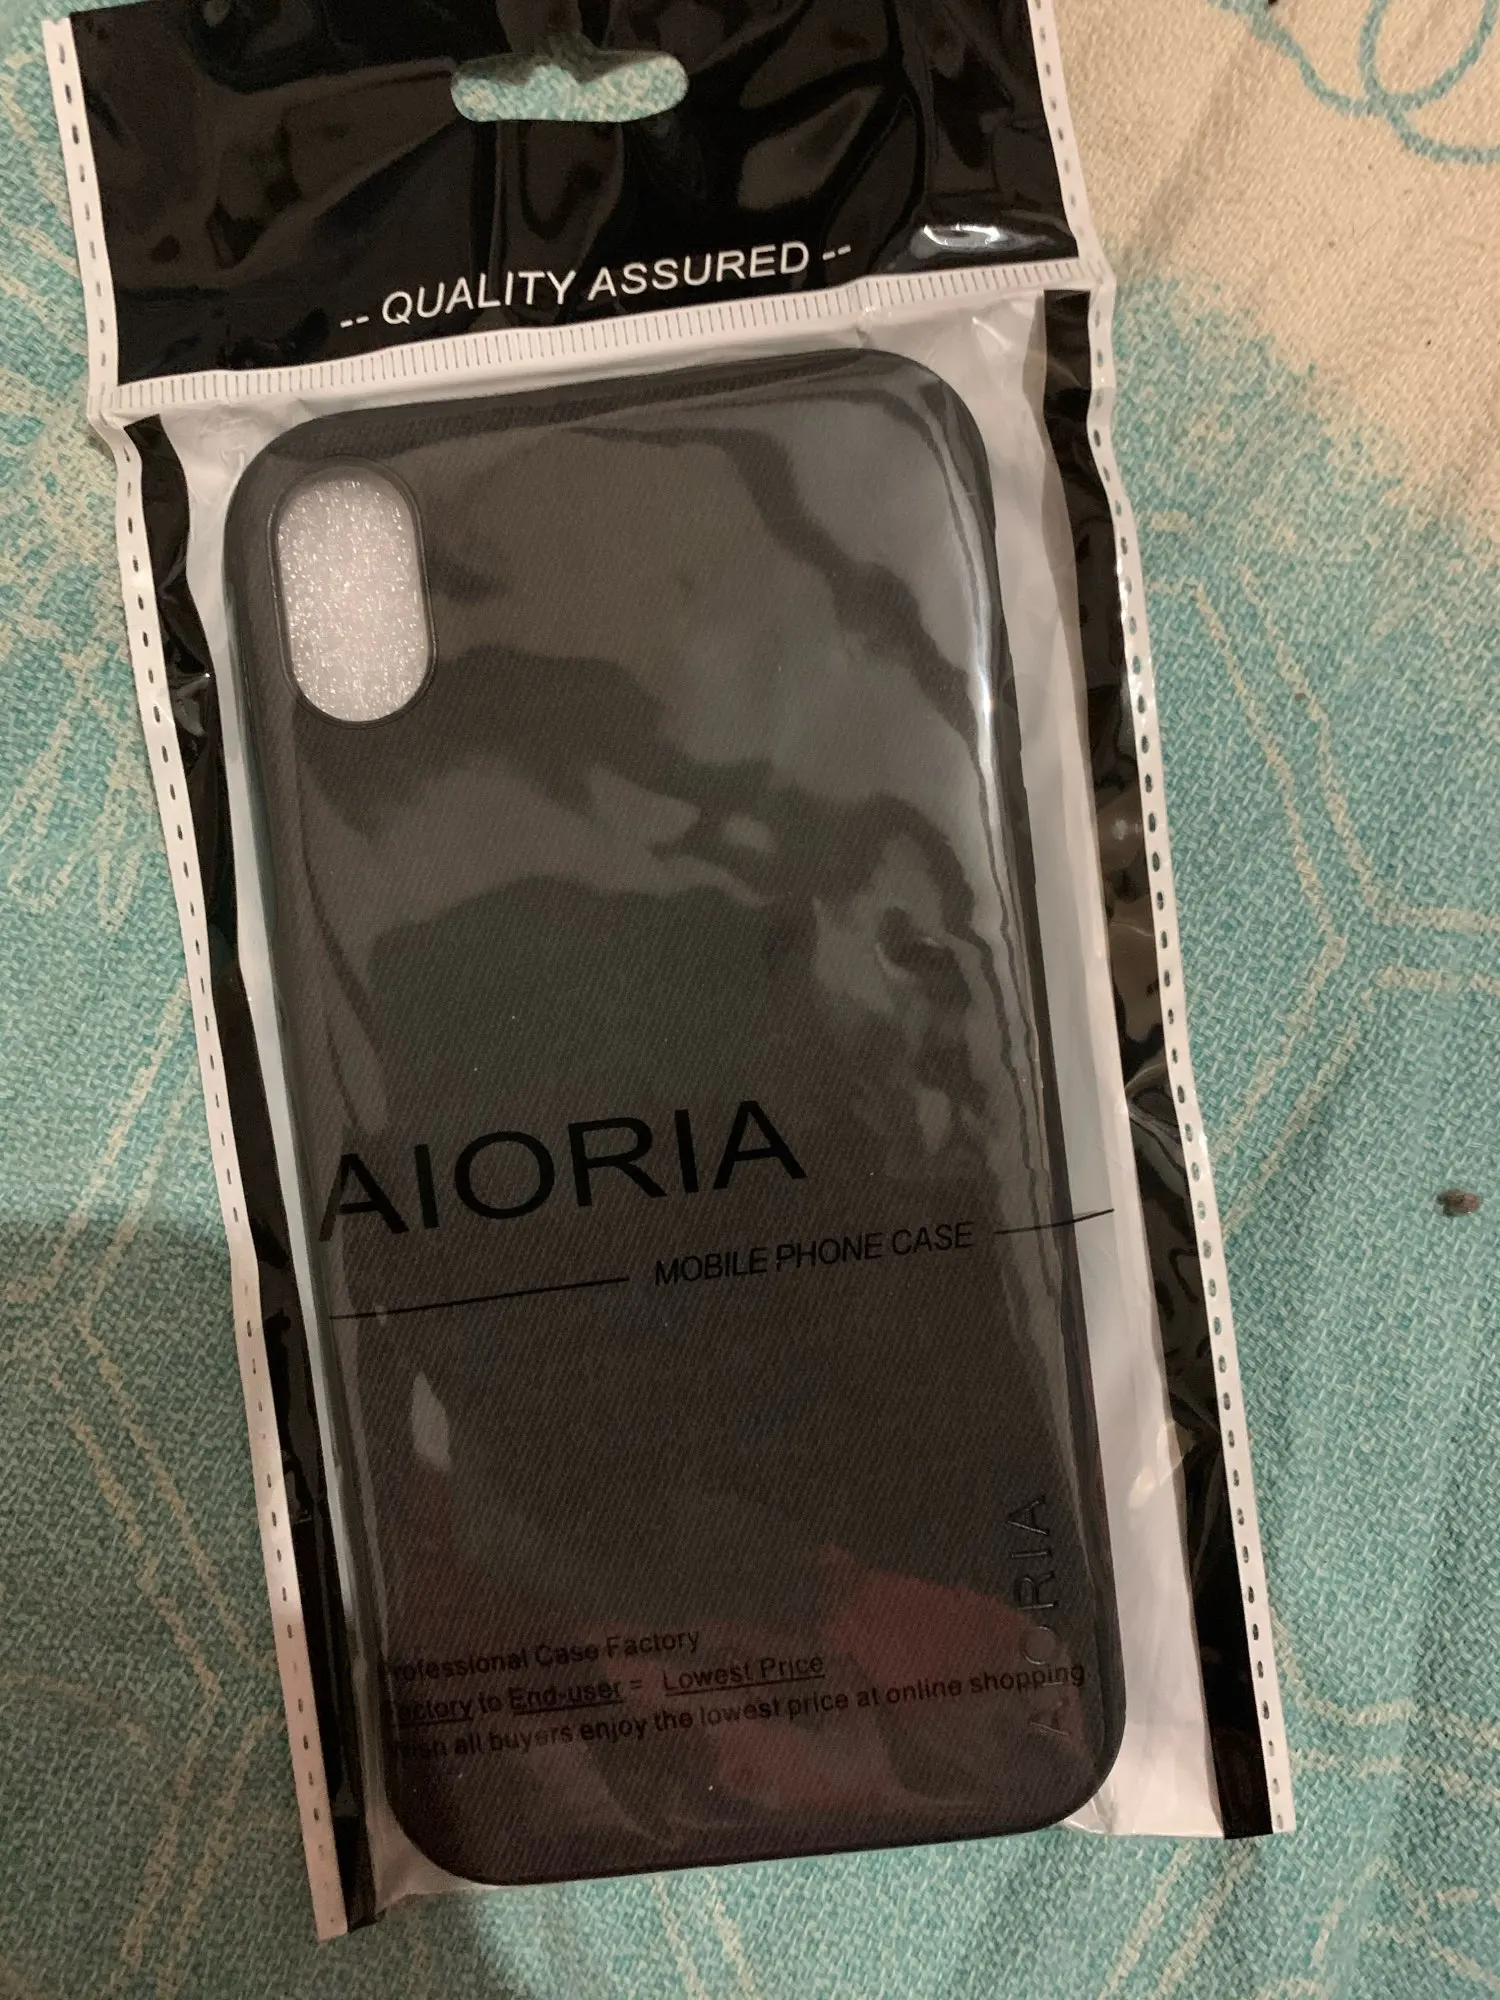 -- QUALITY ASSURED --
AIORIA
MOBILE PHONE CASE
Professional Case Factory
Factory to End-user = Lowest Price
Wish all buyers enjoy the lowest price at online shopping
AIORIA